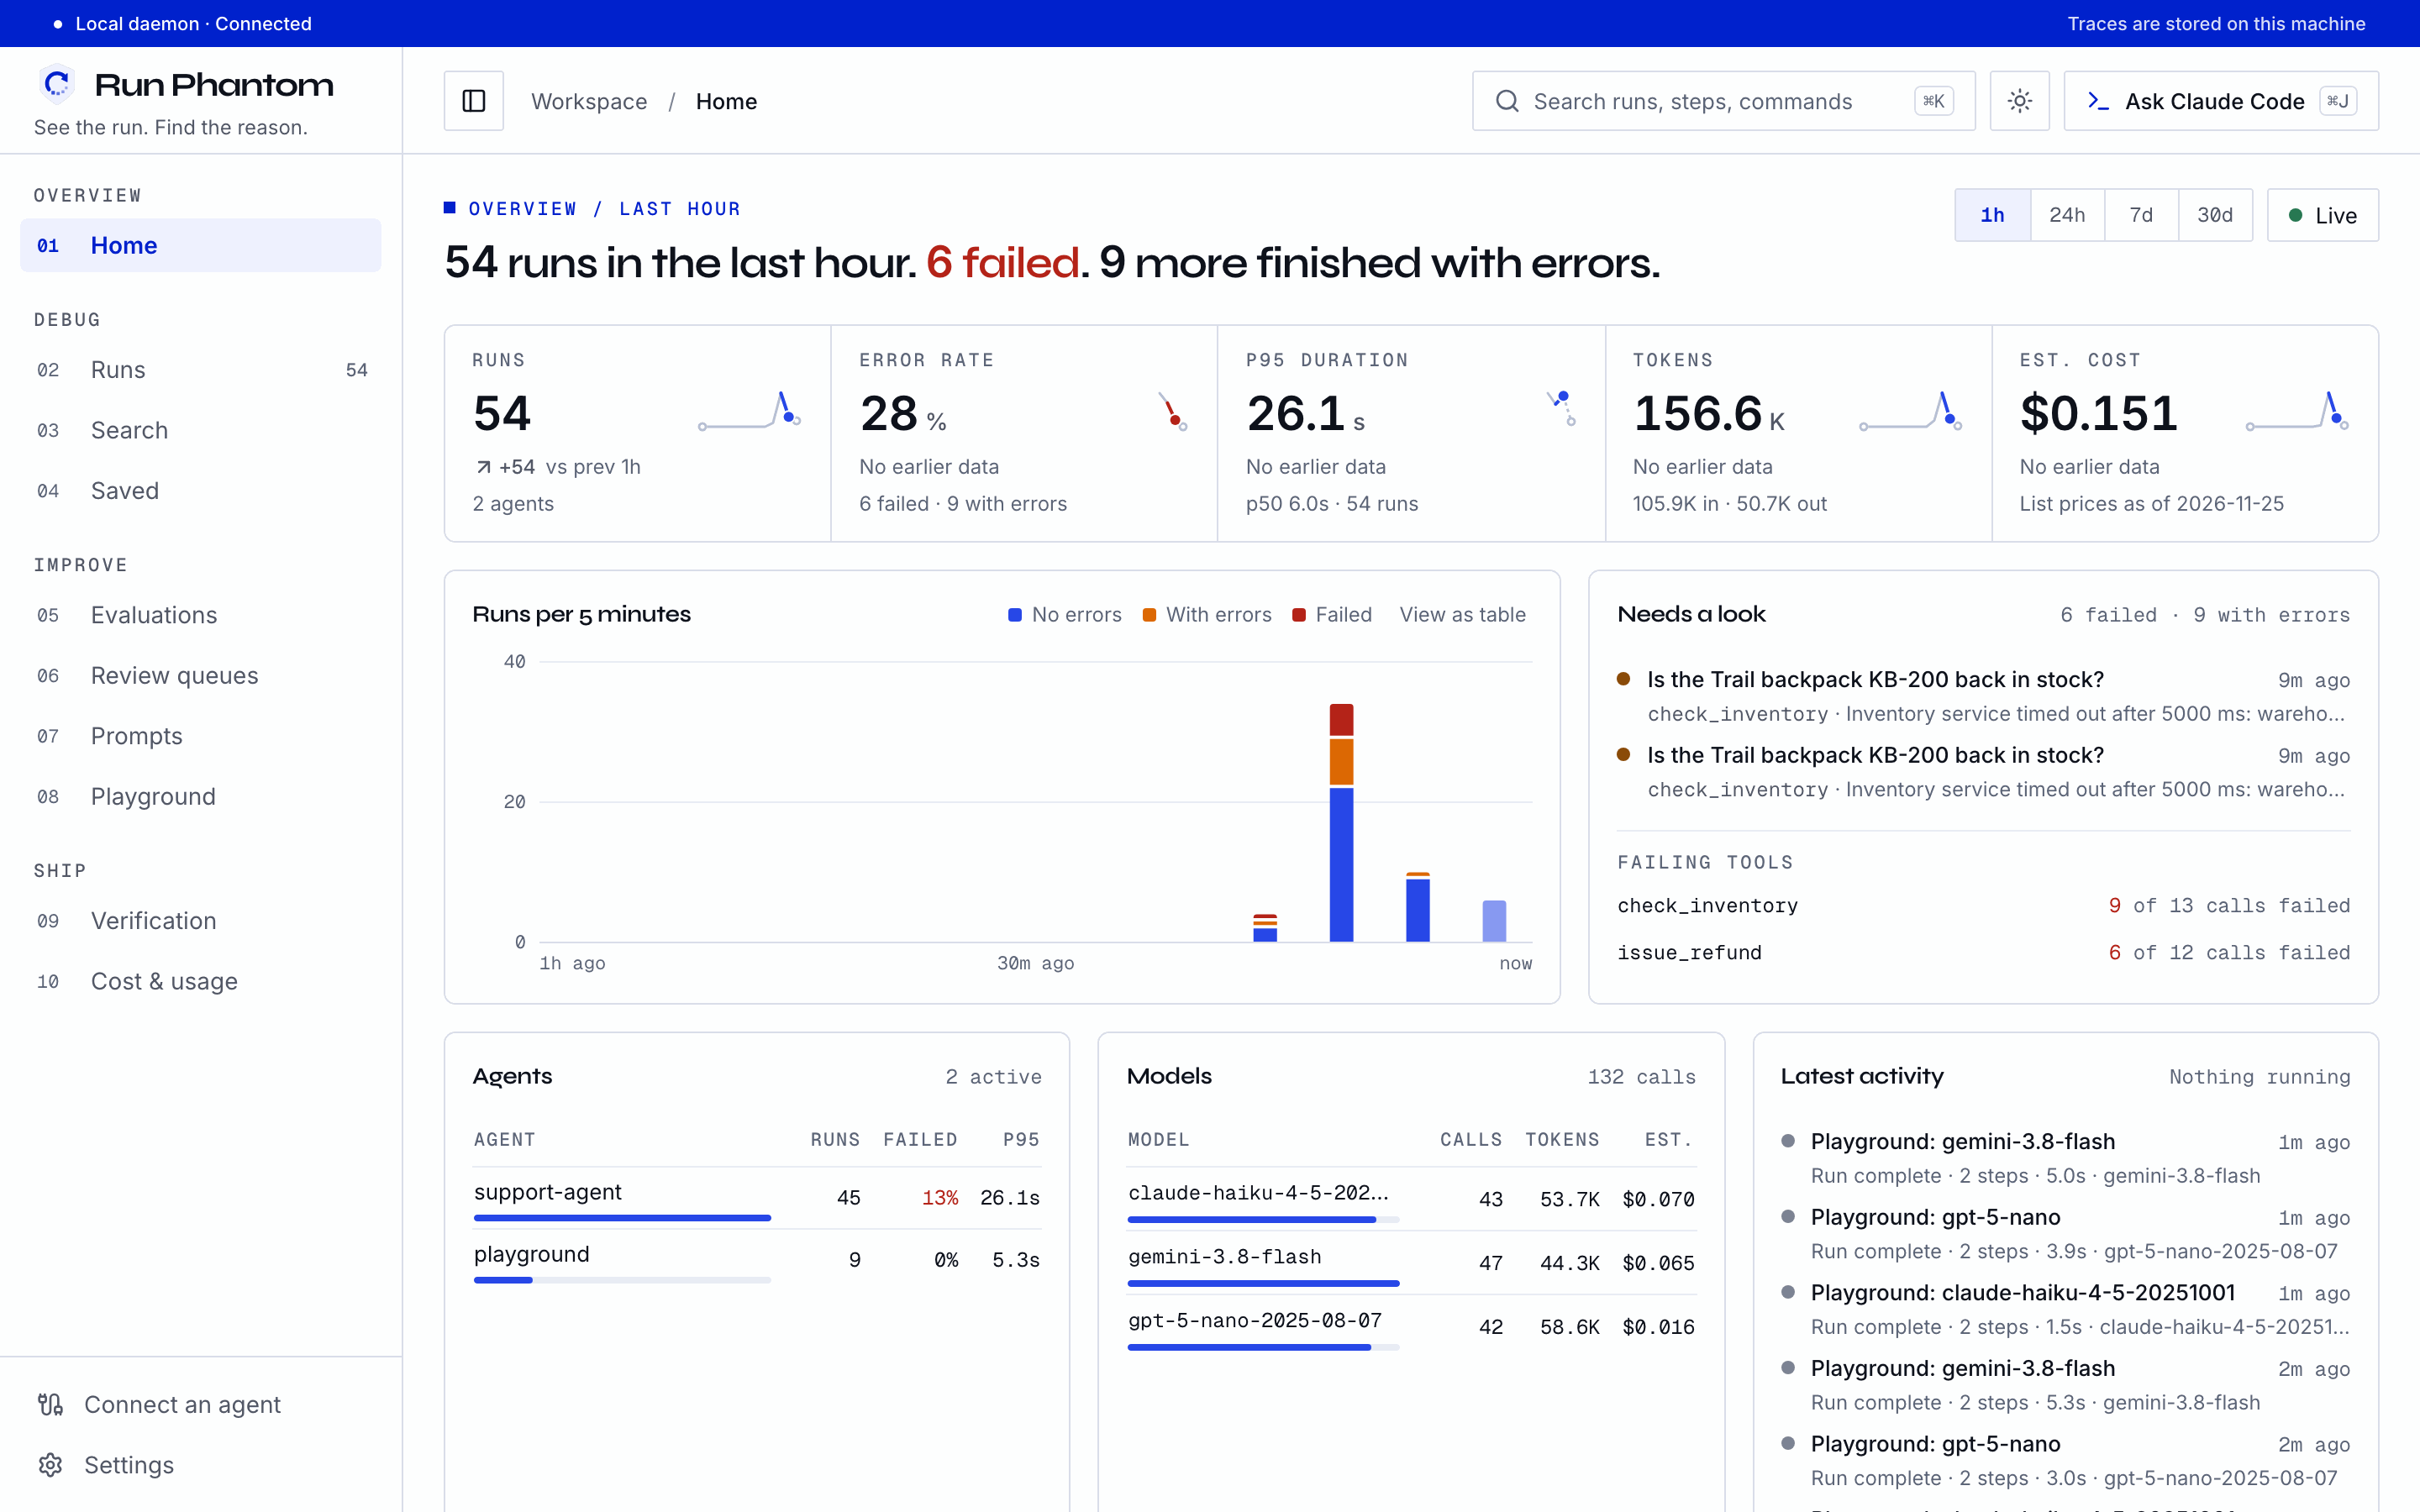 Local daemon · Connected
Traces are stored on this machine
Run Phantom
See the run. Find the reason.
Workspace / Home
Search runs, steps, commands ⌘K
Ask Claude Code ⌘J
OVERVIEW
01 Home
DEBUG
02 Runs 54
03 Search
04 Saved
IMPROVE
05 Evaluations
06 Review queues
07 Prompts
08 Playground
SHIP
09 Verification
10 Cost & usage
Connect an agent
Settings
OVERVIEW / LAST HOUR
1h 24h 7d 30d Live
54 runs in the last hour. 6 failed. 9 more finished with errors.
RUNS
54
+54 vs prev 1h
2 agents
ERROR RATE
28 %
No earlier data
6 failed · 9 with errors
P95 DURATION
26.1 s
No earlier data
p50 6.0s · 54 runs
TOKENS
156.6 K
No earlier data
105.9K in · 50.7K out
EST. COST
$0.151
No earlier data
List prices as of 2026-11-25
Runs per 5 minutes
No errors With errors Failed View as table
40
20
0
1h ago 30m ago now
Needs a look 6 failed · 9 with errors
Is the Trail backpack KB-200 back in stock? 9m ago
check_inventory · Inventory service timed out after 5000 ms: wareho...
Is the Trail backpack KB-200 back in stock? 9m ago
check_inventory · Inventory service timed out after 5000 ms: wareho...
FAILING TOOLS
check_inventory 9 of 13 calls failed
issue_refund 6 of 12 calls failed
Agents 2 active
AGENT RUNS FAILED P95
support-agent 45 13% 26.1s
playground 9 0% 5.3s
Models 132 calls
MODEL CALLS TOKENS EST.
claude-haiku-4-5-202... 43 53.7K $0.070
gemini-3.8-flash 47 44.3K $0.065
gpt-5-nano-2025-08-07 42 58.6K $0.016
Latest activity Nothing running
Playground: gemini-3.8-flash 1m ago
Run complete · 2 steps · 5.0s · gemini-3.8-flash
Playground: gpt-5-nano 1m ago
Run complete · 2 steps · 3.9s · gpt-5-nano-2025-08-07
Playground: claude-haiku-4-5-20251001 1m ago
Run complete · 2 steps · 1.5s · claude-haiku-4-5-20251...
Playground: gemini-3.8-flash 2m ago
Run complete · 2 steps · 5.3s · gemini-3.8-flash
Playground: gpt-5-nano 2m ago
Run complete · 2 steps · 3.0s · gpt-5-nano-2025-08-07